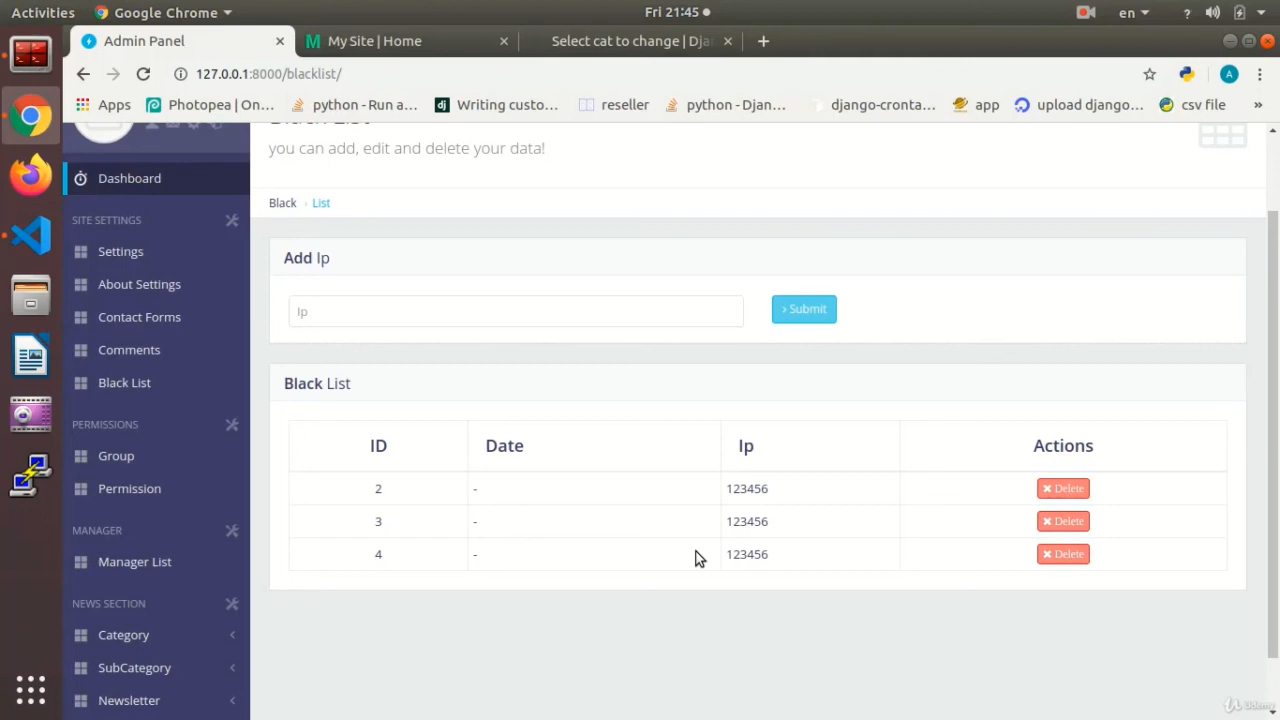 Activities Google Chrome Fri 21:45 en ?
Admin Panel My Site | Home Select cat to change | Dja
127.0.0.1:8000/blacklist/ A
Apps Photopea | On... python - Run a... Writing custo... reseller python - Djan... django-cronta... app upload django... csv file »
you can add, edit and delete your data!
Dashboard
Black List
SITE SETTINGS
Settings
About Settings
Contact Forms
Comments
Black List
PERMISSIONS
Group
Permission
MANAGER
Manager List
NEWS SECTION
Category
SubCategory
Newsletter
Add Ip
Ip Submit
Black List
ID Date Ip Actions
2 - 123456 Delete
3 - 123456 Delete
4 - 123456 Delete
Udemy